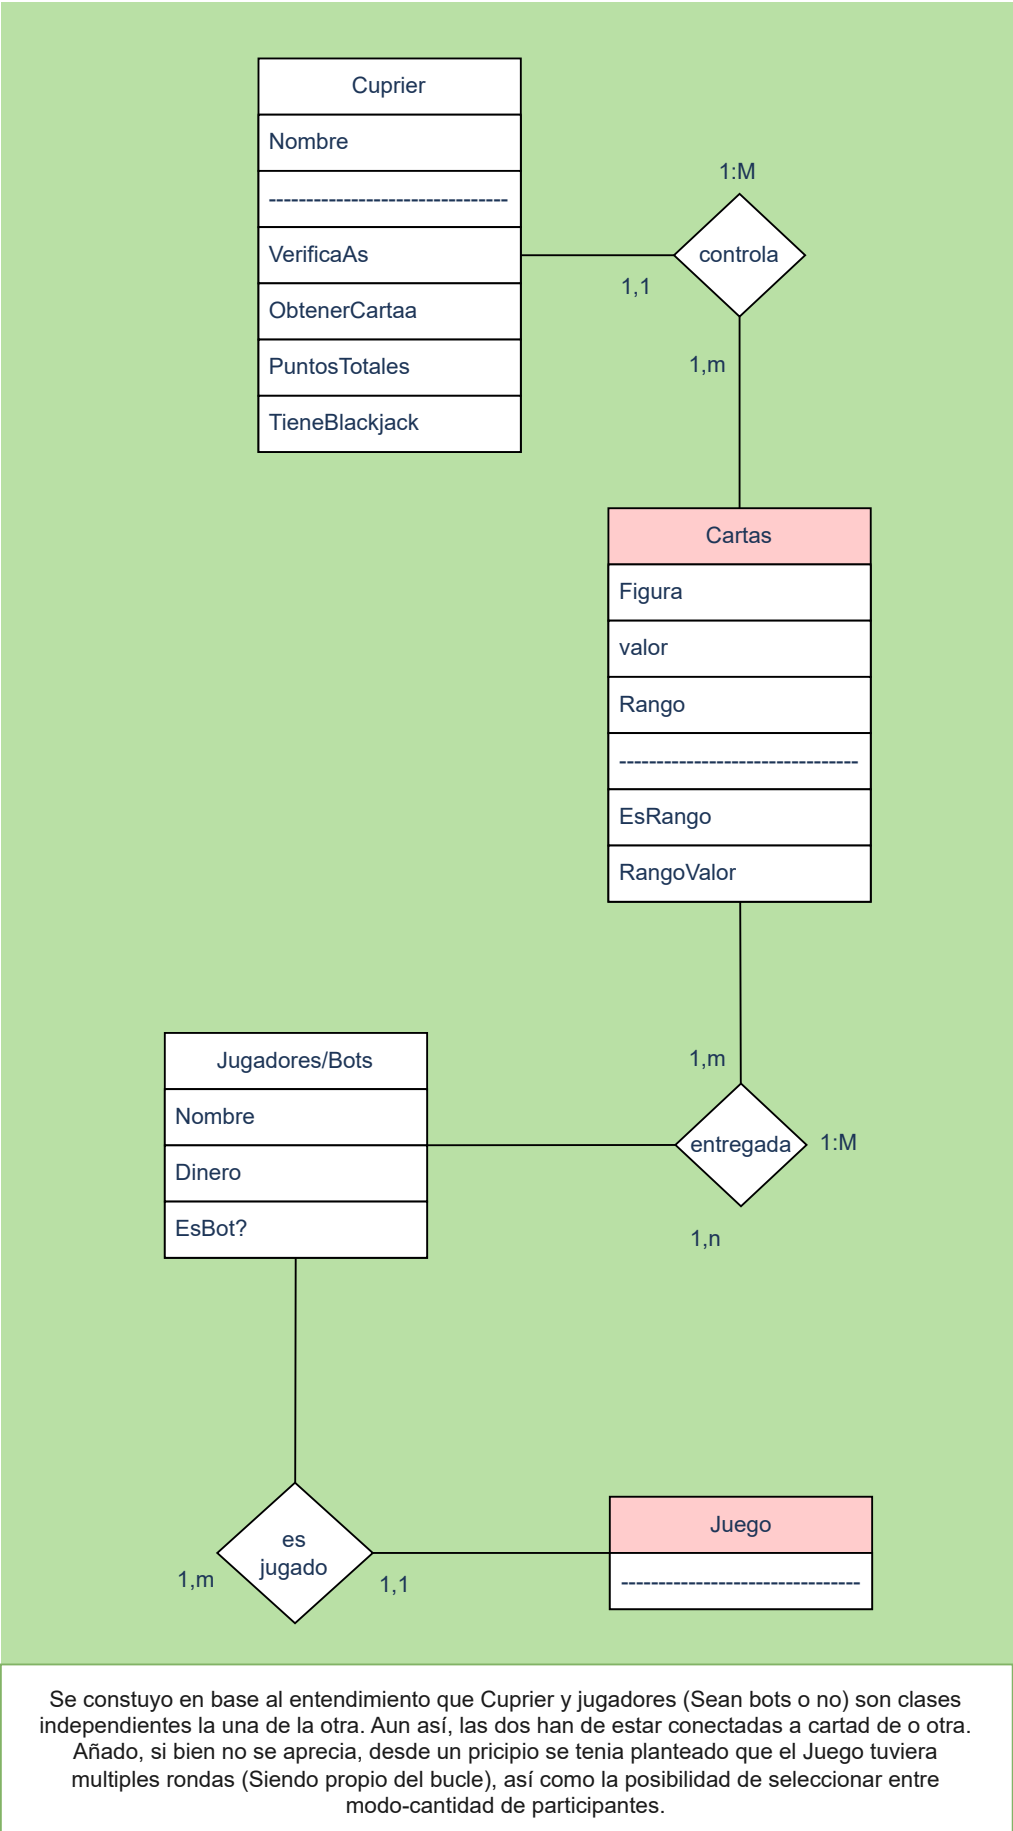 Cuprier
Nombre
--------------------------------
VerificaAs
ObtenerCartaa
PuntosTotales
TieneBlackjack
1:M
controla
1,1
1,m
Cartas
Figura
valor
Rango
--------------------------------
EsRango
RangoValor
1,m
Jugadores/Bots
Nombre
Dinero
EsBot?
entregada
1:M
1,n
es
jugado
1,m
1,1
Juego
--------------------------------
Se constuyo en base al entendimiento que Cuprier y jugadores (Sean bots o no) son clases
independientes la una de la otra. Aun así, las dos han de estar conectadas a cartad de o otra.
Añado, si bien no se aprecia, desde un pricipio se tenia planteado que el Juego tuviera
multiples rondas (Siendo propio del bucle), así como la posibilidad de seleccionar entre
modo-cantidad de participantes.